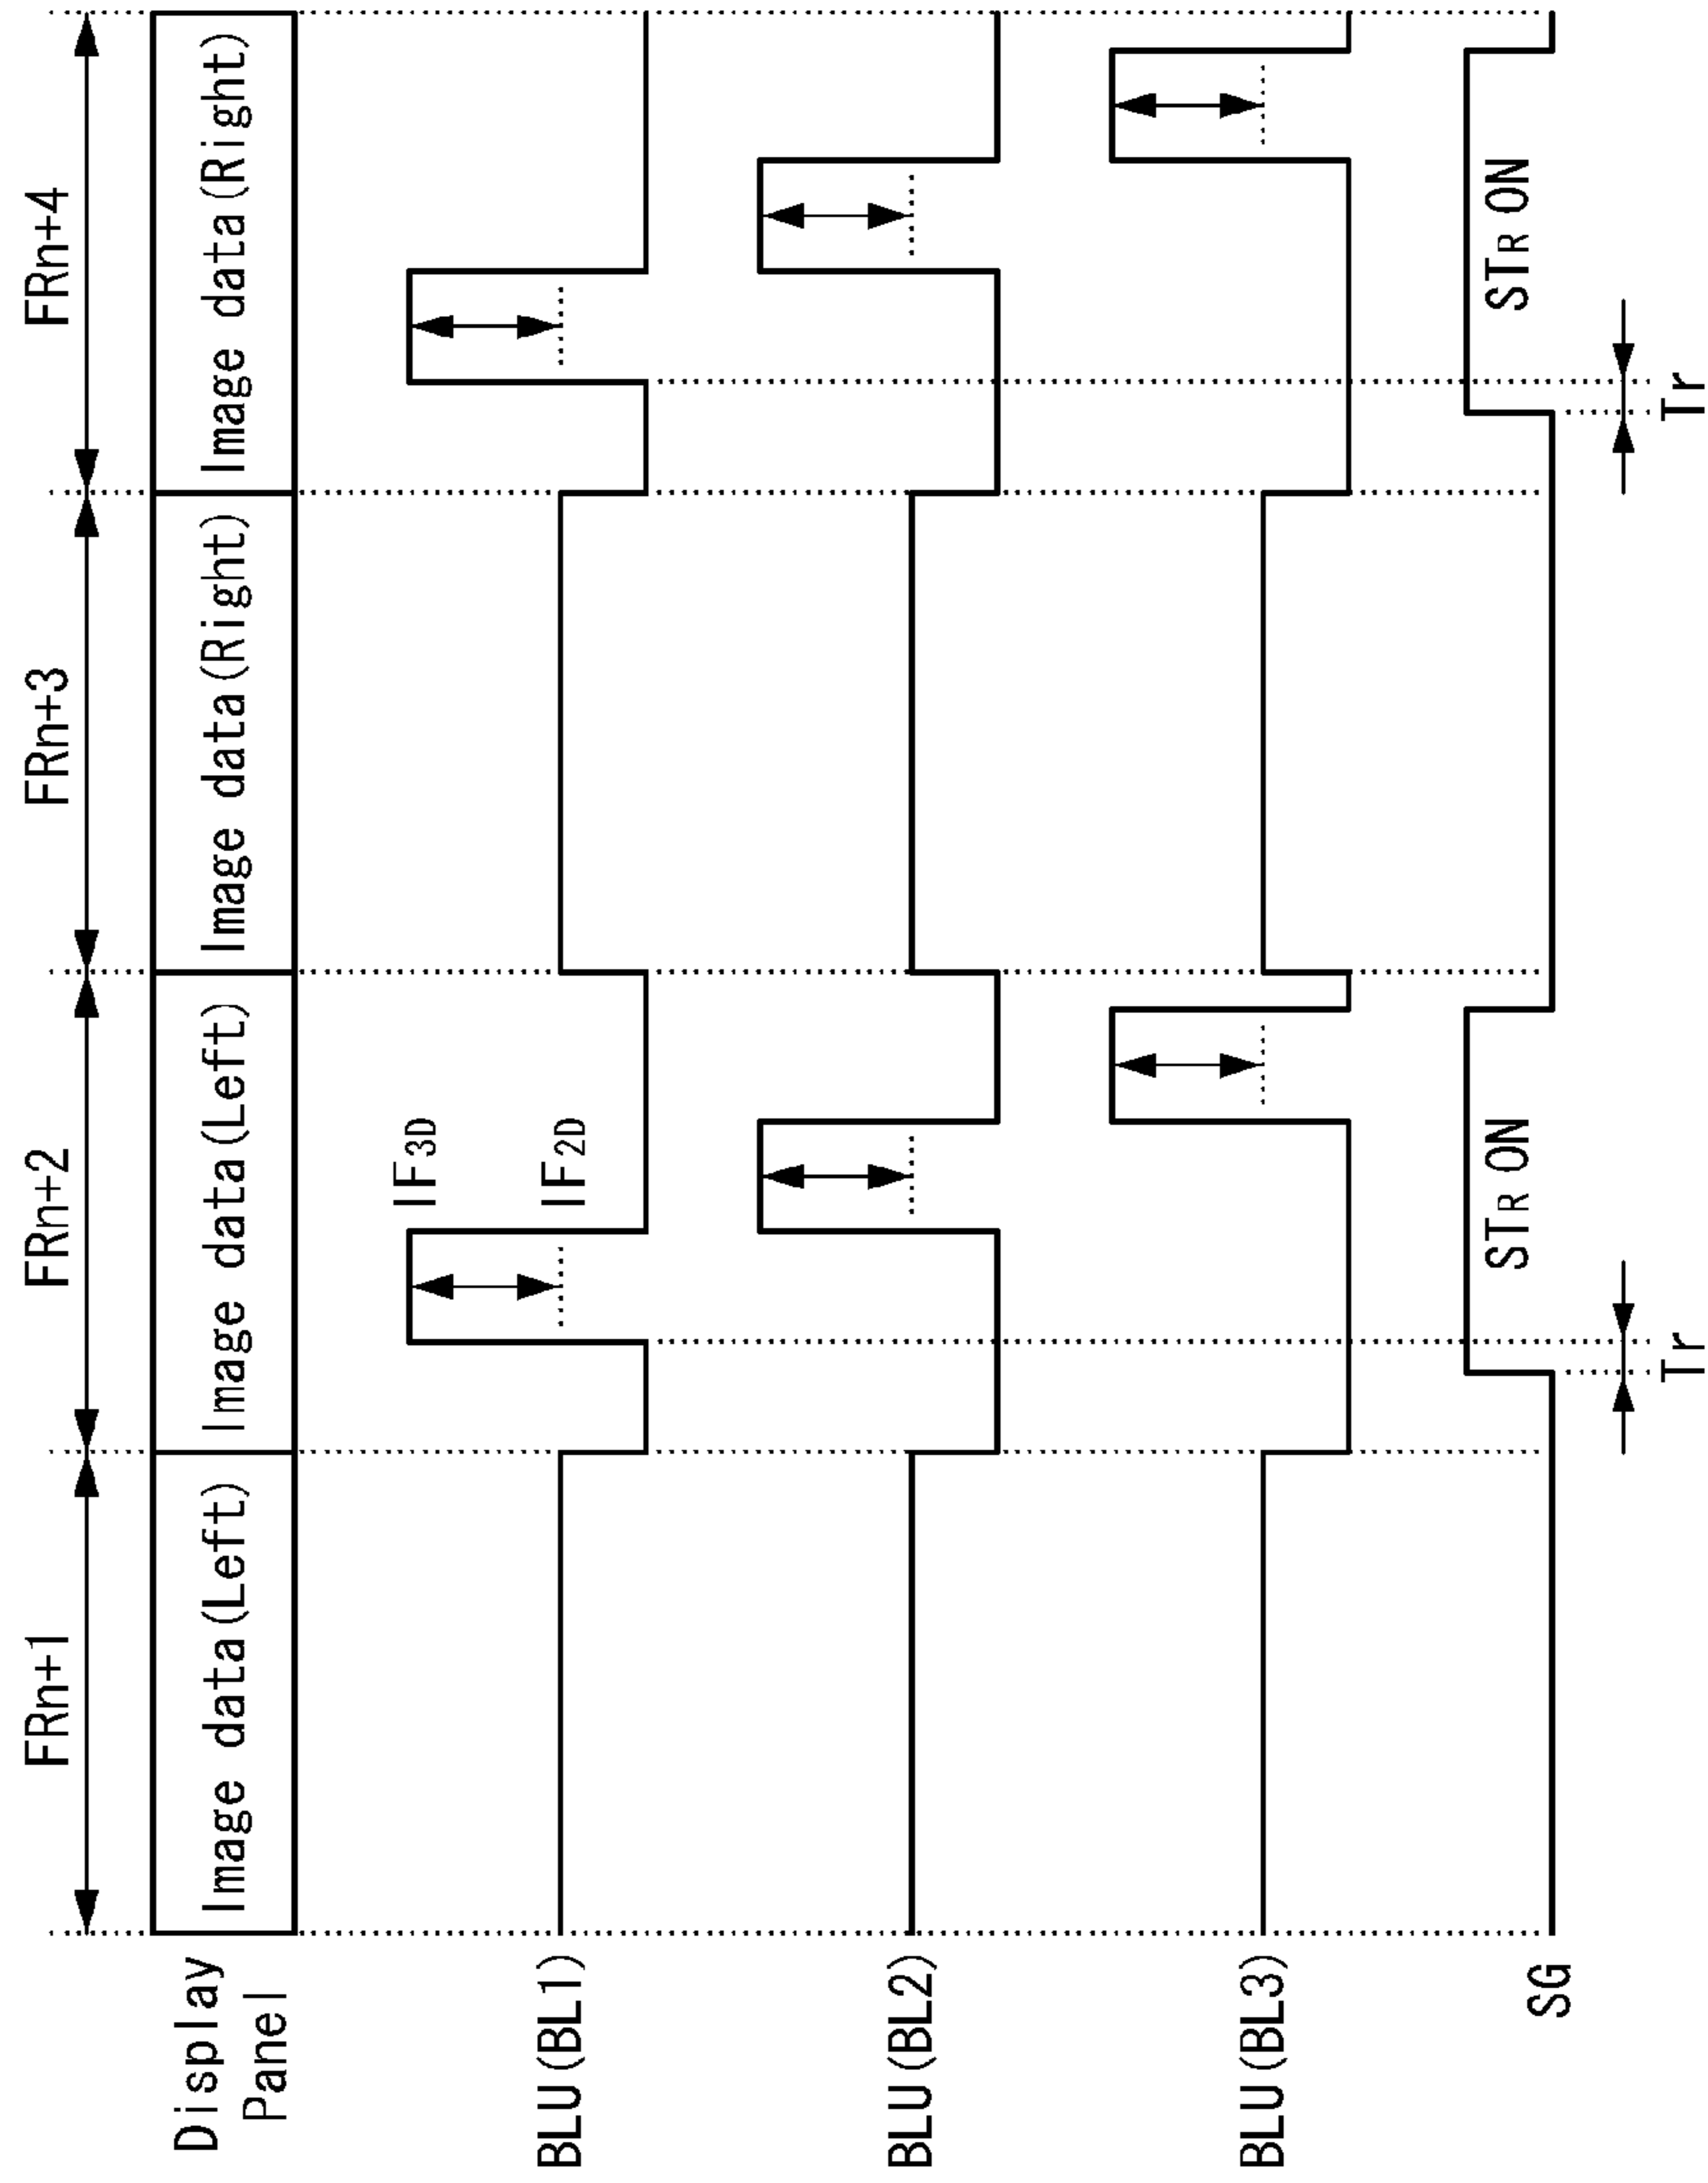 FRn+1 FRn+2 FRn+3 FRn+4
Display Panel
Image data(Left) Image data(Left) Image data(Right) Image data(Right)
IF3D
IF2D
BLU(BL1)
BLU(BL2)
BLU(BL3)
STR ON STR ON
SG
Tr Tr